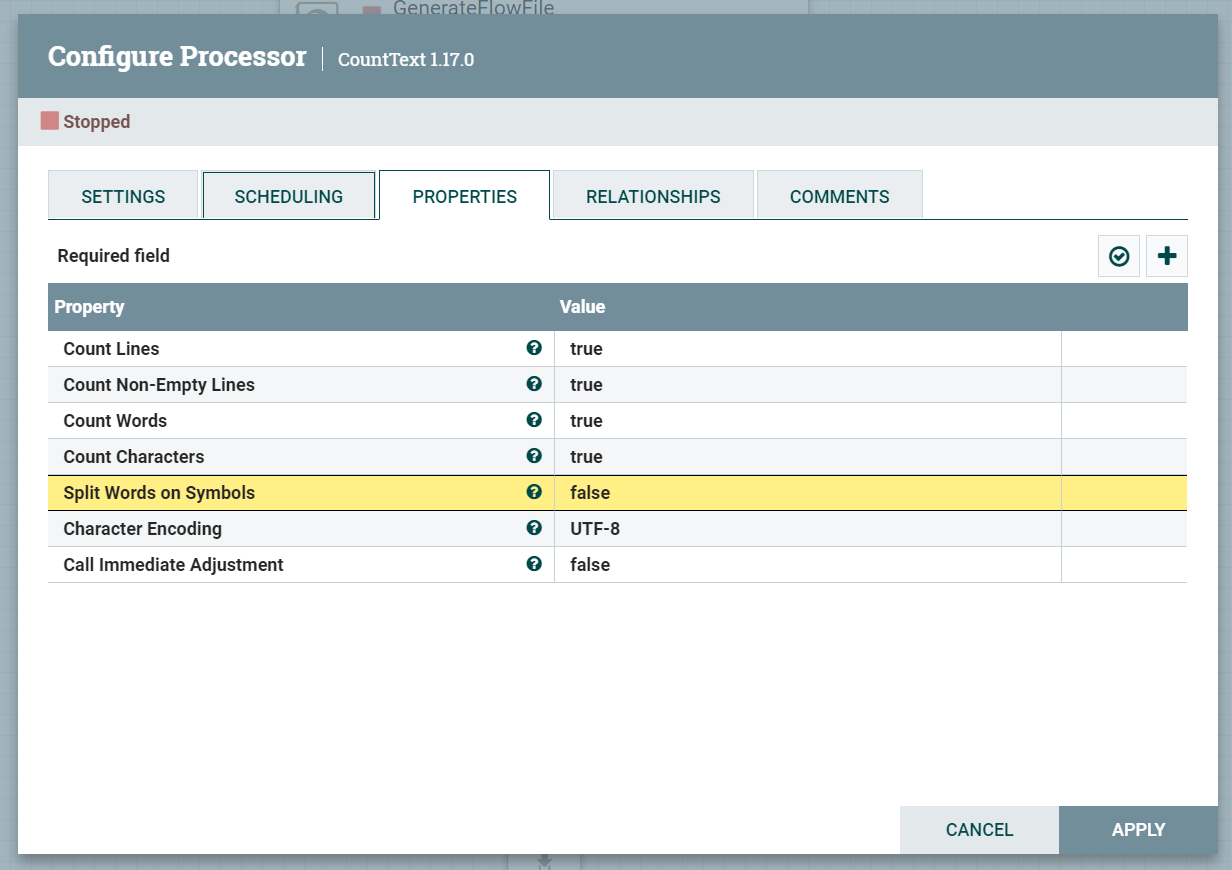 GenerateFlowFile
Configure Processor | CountText 1.17.0
Stopped
SETTINGS SCHEDULING PROPERTIES RELATIONSHIPS COMMENTS
Required field
Property Value
Count Lines true
Count Non-Empty Lines true
Count Words true
Count Characters true
Split Words on Symbols false
Character Encoding UTF-8
Call Immediate Adjustment false
CANCEL APPLY